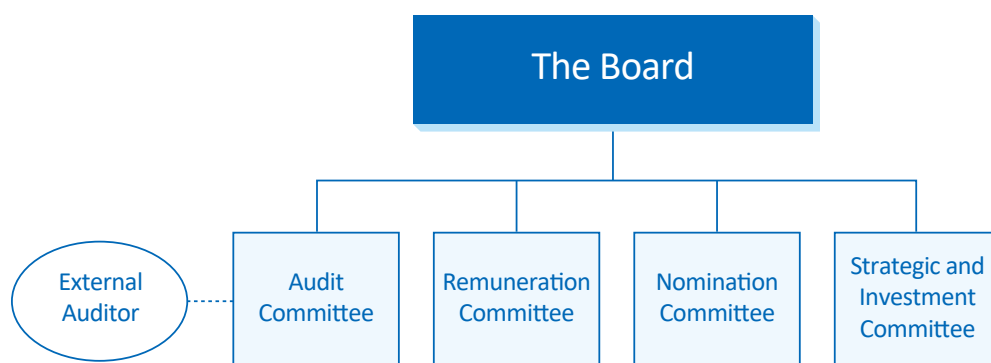 The Board
External
Auditor
Audit
Committee
Remuneration
Committee
Nomination
Committee
Strategic and
Investment
Committee